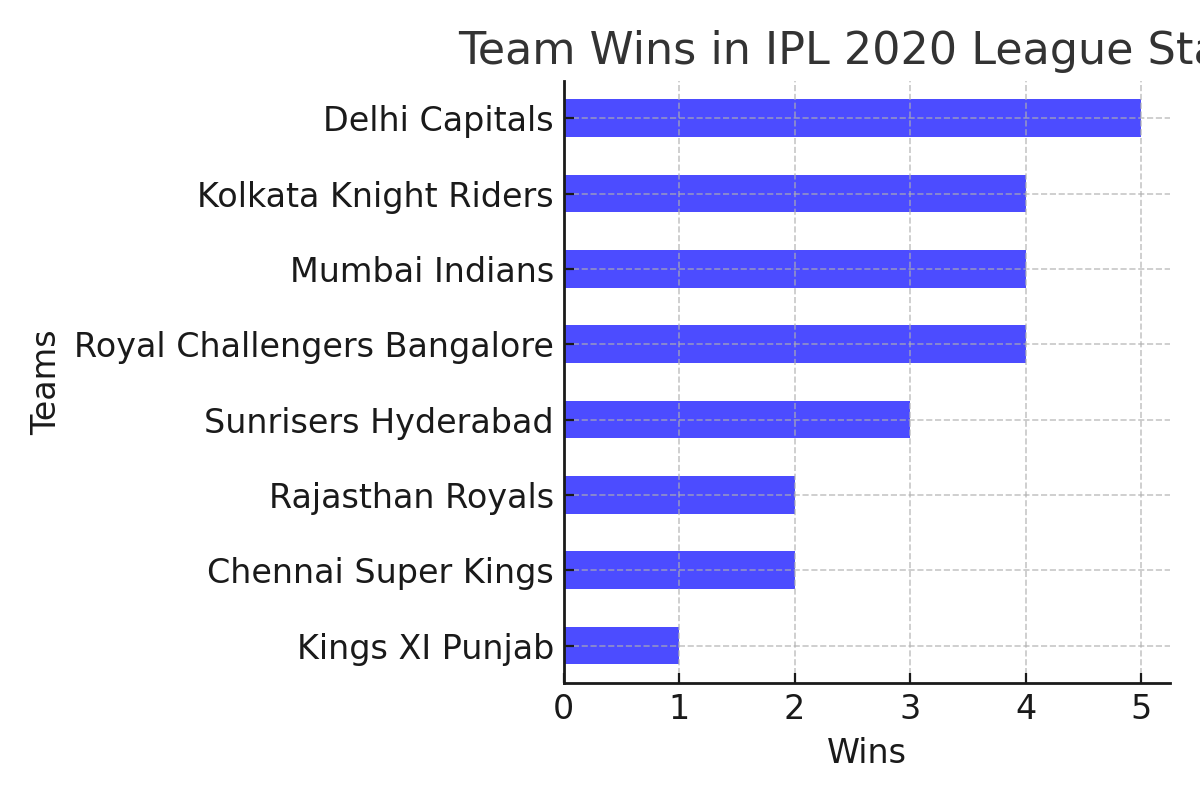 Team Wins in IPL 2020 League Sta
Delhi Capitals
Kolkata Knight Riders
Mumbai Indians
Royal Challengers Bangalore
Sunrisers Hyderabad
Rajasthan Royals
Chennai Super Kings
Kings XI Punjab
Teams
0 1 2 3 4 5
Wins